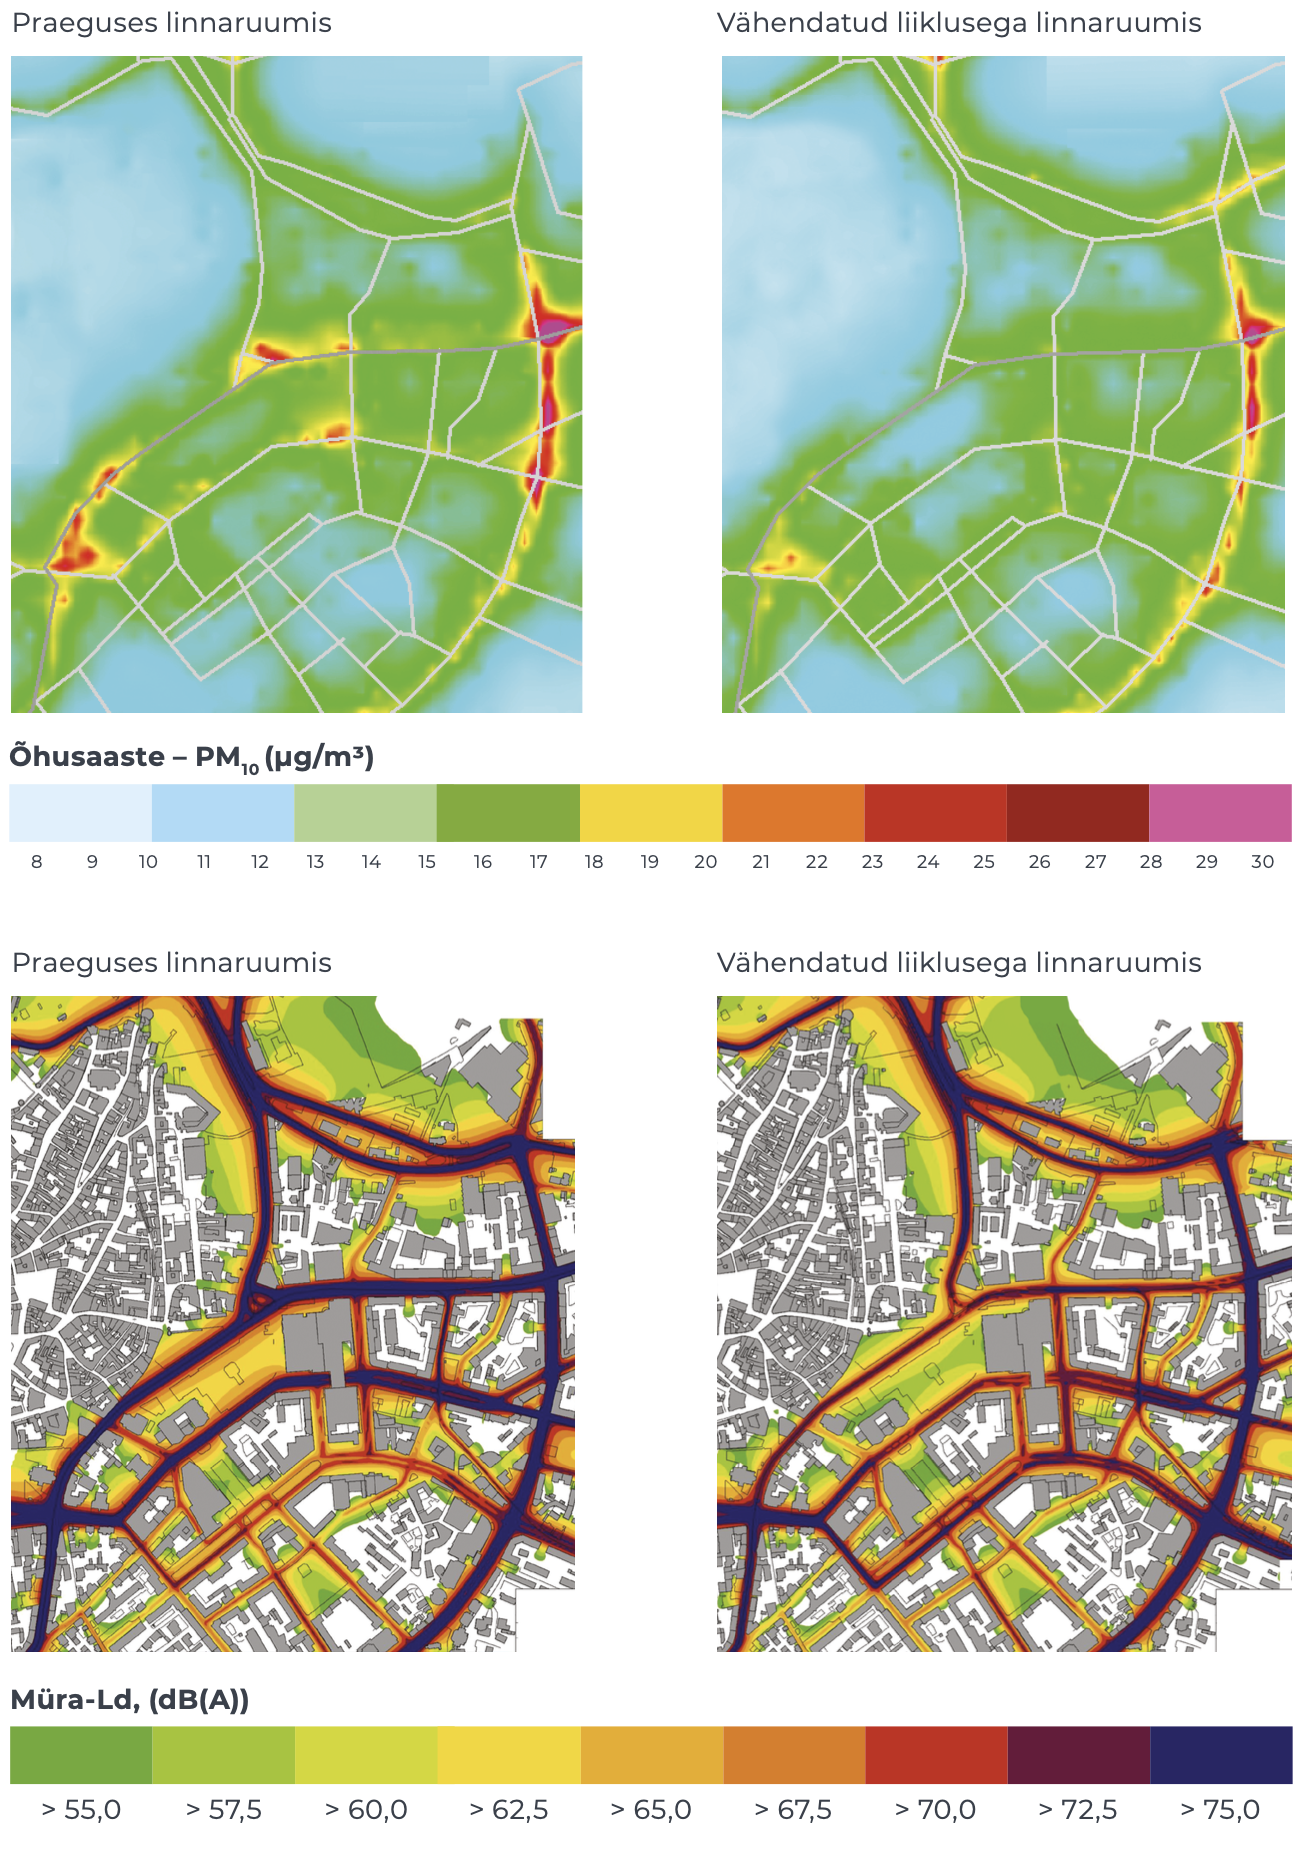 Praeguses linnaruumis
Vähendatud liiklusega linnaruumis
Õhusaaste – PM10 (µg/m³)
8 9 10 11 12 13 14 15 16 17 18 19 20 21 22 23 24 25 26 27 28 29 30
Praeguses linnaruumis
Vähendatud liiklusega linnaruumis
Müra-Ld, (dB(A))
> 55,0 > 57,5 > 60,0 > 62,5 > 65,0 > 67,5 > 70,0 > 72,5 > 75,0